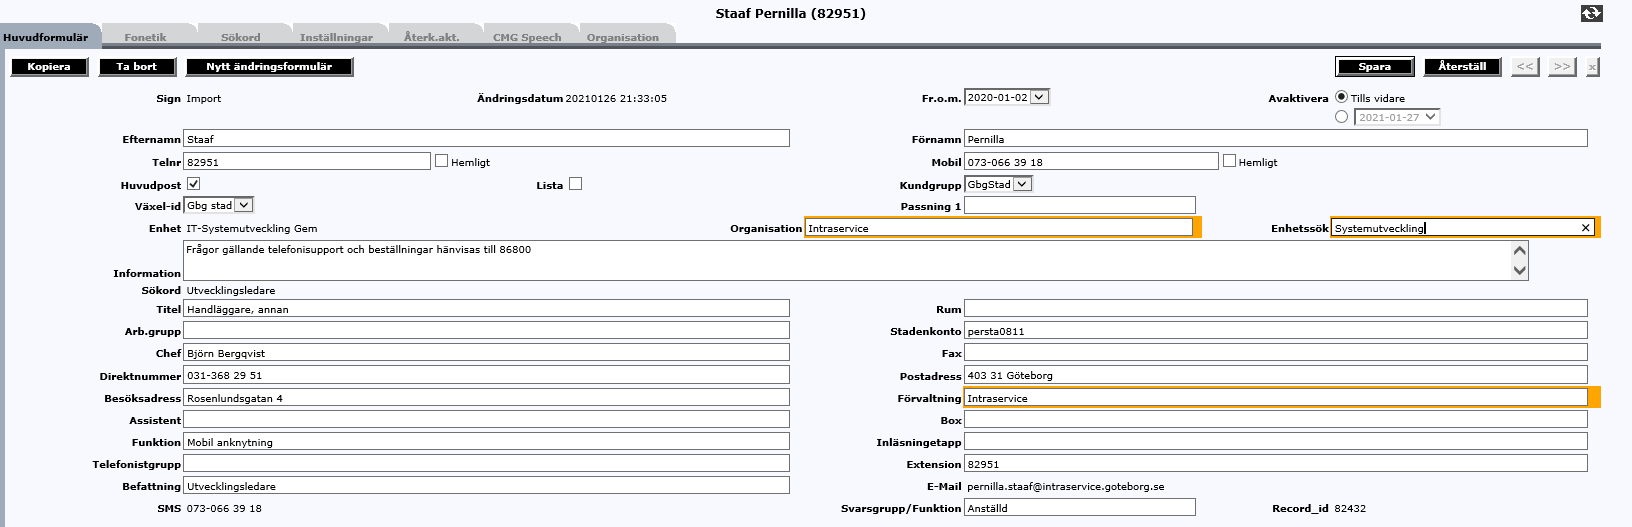 Staaf Pernilla (82951)
Huvudformulär Fonetik Sökord Inställningar Återk.akt. CMG Speech Organisation
Kopiera Ta bort Nytt ändringsformulär Spara Återställ << >> x
Sign Import Ändringsdatum 20210126 21:33:05 Fr.o.m. 2020-01-02 Avaktivera Tills vidare
2021-01-27
Efternamn Staaf Förnamn Pernilla
Telnr 82951 Hemligt Mobil 073-066 39 18 Hemligt
Huvudpost Lista Kundgrupp GbgStad
Växel-id Gbg stad Passning 1
Enhet IT-Systemutveckling Gem Organisation Intraservice Enhetssök Systemutveckling ×
Information Frågor gällande telefonisupport och beställningar hänvisas till 86800
Sökord Utvecklingsledare
Titel Handläggare, annan Rum
Arb.grupp Stadenkonto persta0811
Chef Björn Bergqvist Fax
Direktnummer 031-368 29 51 Postadress 403 31 Göteborg
Besöksadress Rosenlundsgatan 4 Förvaltning Intraservice
Assistent Box
Funktion Mobil anknytning Inläsningetapp
Telefonistgrupp Extension 82951
Befattning Utvecklingsledare E-Mail pernilla.staaf@intraservice.goteborg.se
SMS 073-066 39 18 Svarsgrupp/Funktion Anställd Record_id 82432